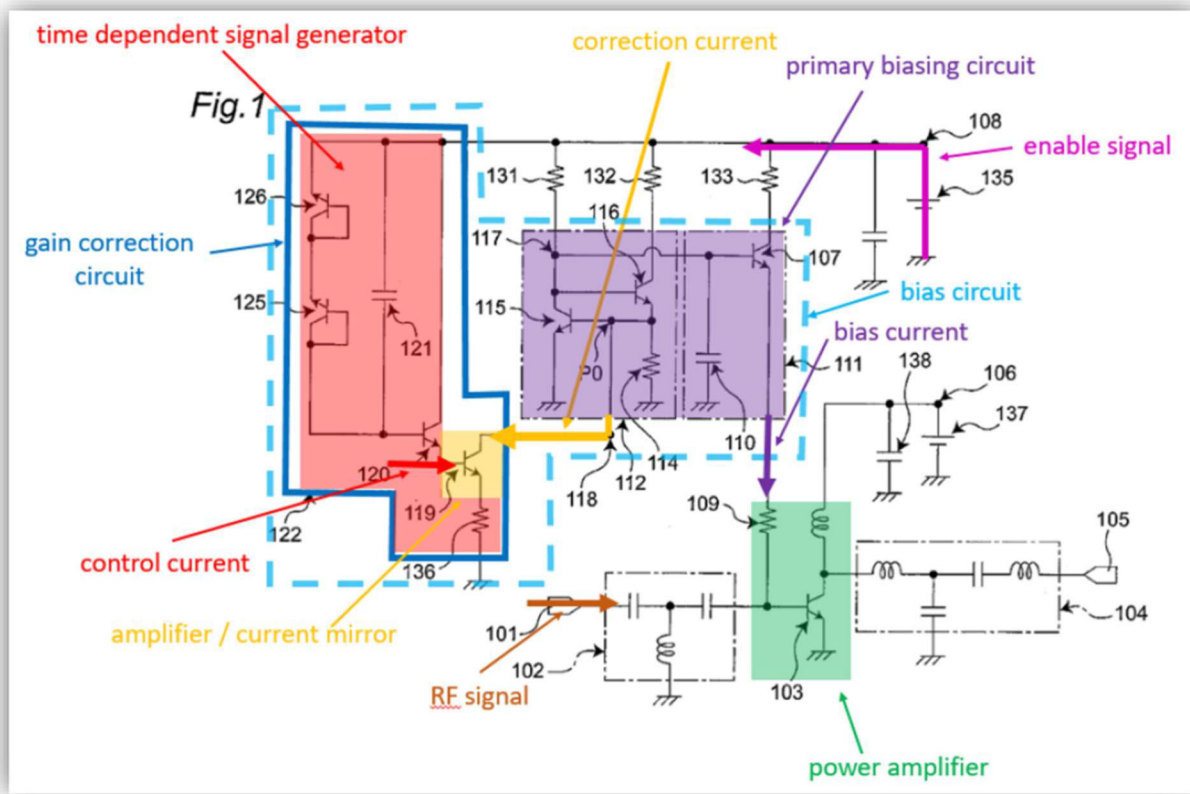 time dependent signal generator
correction current
primary biasing circuit
Fig.1
108
enable signal
131
132
133
135
126
116
gain correction
circuit
117
107
125
115
bias circuit
121
P0
bias current
111
138
106
110
137
114
120
112
118
119
109
122
105
control current
136
104
101
amplifier / current mirror
102
RF signal
103
power amplifier